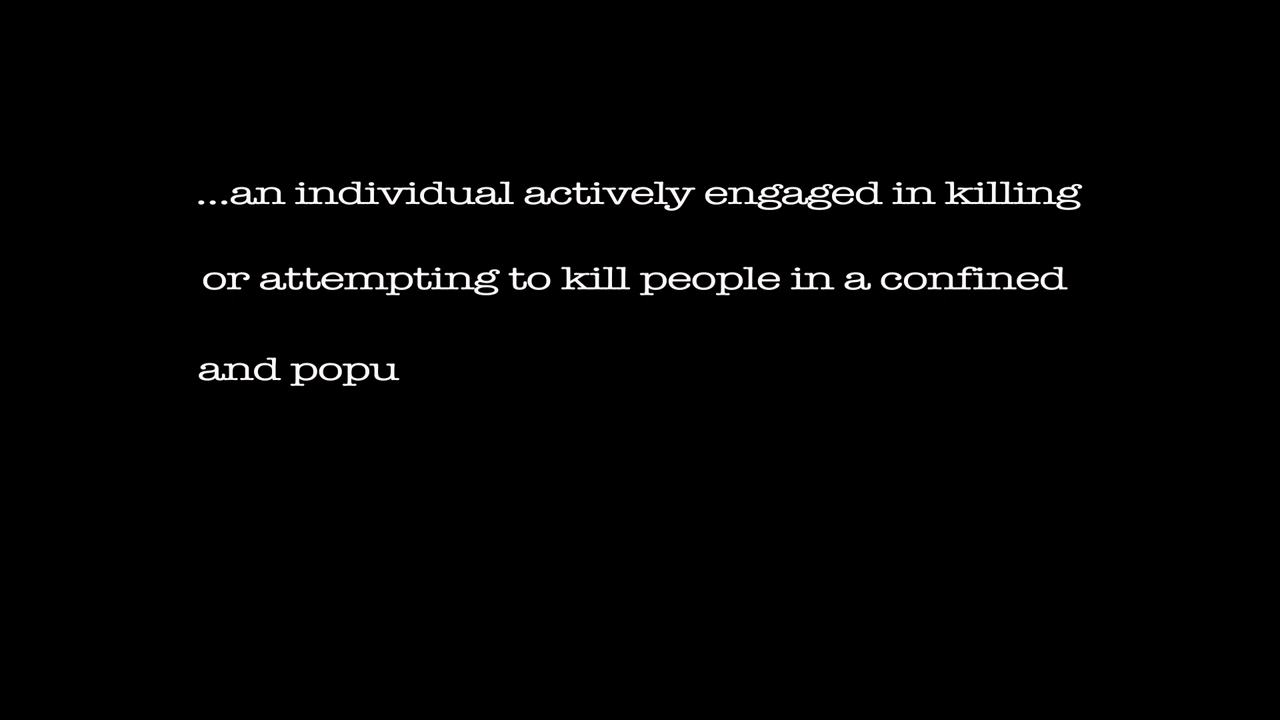 ...an individual actively engaged in killing
or attempting to kill people in a confined
and popu